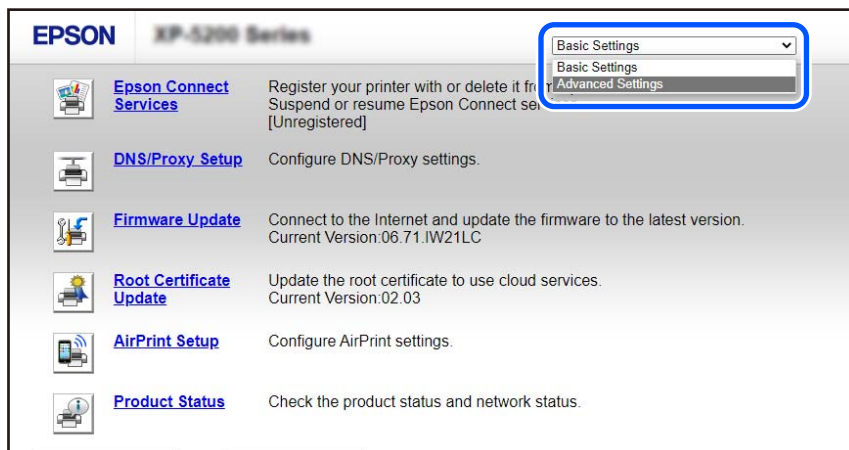 EPSON XP-5200 Series
Basic Settings
Basic Settings
Advanced Settings
Epson Connect Services
Register your printer with or delete it from
Suspend or resume Epson Connect
[Unregistered]
DNS/Proxy Setup
Configure DNS/Proxy settings.
Firmware Update
Connect to the Internet and update the firmware to the latest version.
Current Version:06.71.IW21LC
Root Certificate
Update
Update the root certificate to use cloud services.
Current Version:02.03
AirPrint Setup
Configure AirPrint settings.
Product Status
Check the product status and network status.